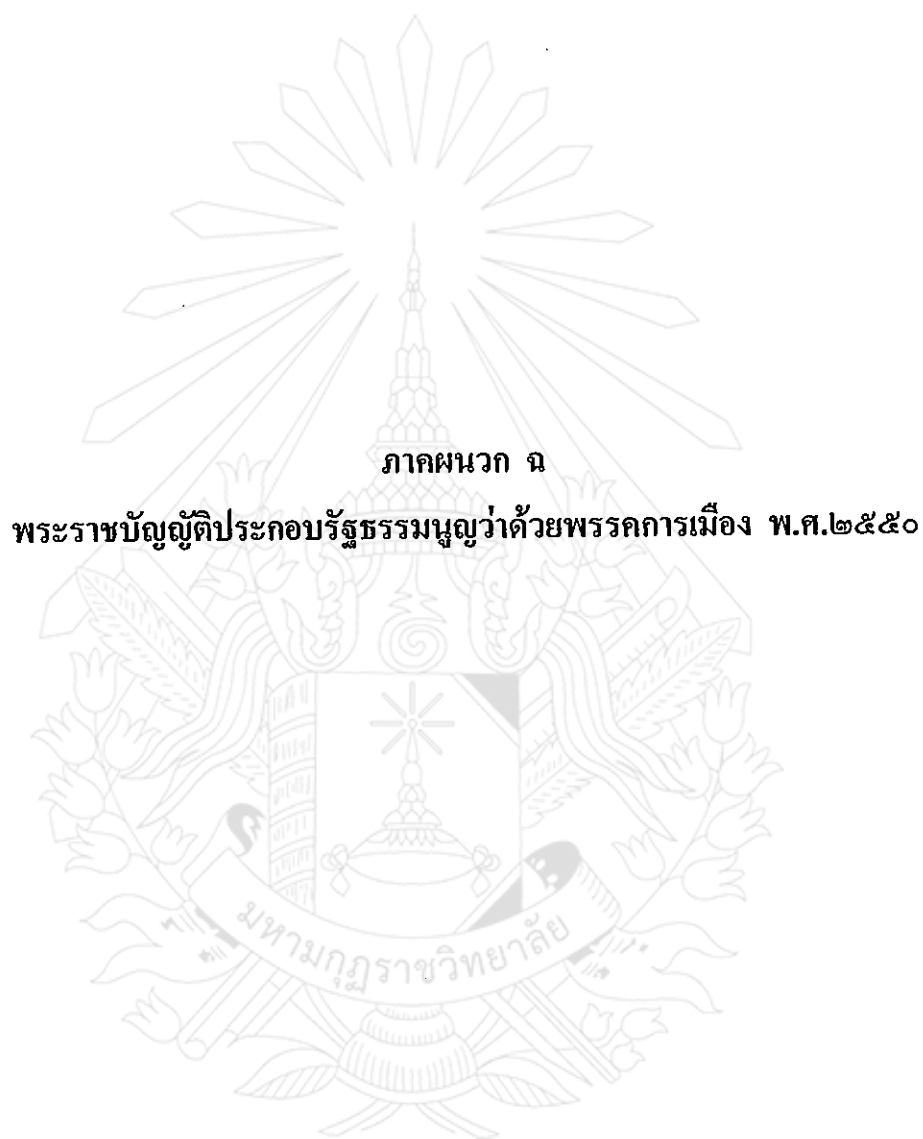 ภาคผนวก ฉ
พระราชบัญญัติประกอบรัฐธรรมนูญว่าด้วยพรรคการเมือง พ.ศ.๒๕๕๐
มหามกุฏราชวิทยาลัย